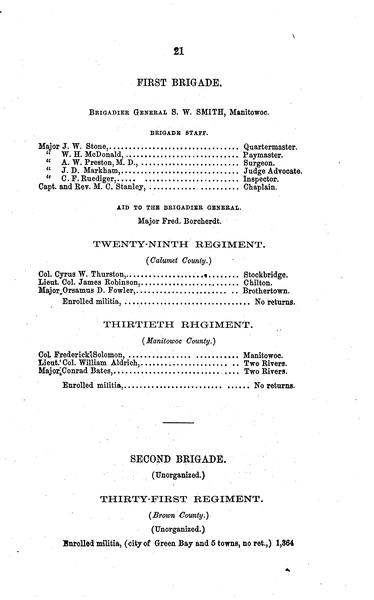 21
FIRST BRIGADE.
BRIGADIER GENERAL S. W. SMITH, Manitowoc.
BRIGADE STAFF.
Major J. W. Stone,................................ Quartermaster.
" W. H. McDonald, ............................ Paymaster.
" A. W. Preston, M. D., ........................ Surgeon.
" J. D. Markham,.............................. Judge Advocate.
" C. F. Ruediger,..... ........................ Inspector.
Capt. and Rev. M. C. Stanley, ............ .......... Chaplain.
AID TO THE BRIGADIER GENERAL.
Major Fred. Borcherdt.
TWENTY-NINTH REGIMENT.
(Calumet County.)
Col. Cyrus W. Thurston,............................ Stockbridge.
Lieut. Col. James Robinson,......................... Chilton.
Major Orsamus D. Fowler,......................... .. Brothertown.
Enrolled militia, ................................ No returns.
THIRTIETH RHGIMENT.
(Manitowoc County.)
Col. Frederick Solomon, ................ ........... Manitowoc.
Lieut. Col. William Aldrich,...................... .. Two Rivers.
Major Conrad Bates,........................... .... Two Rivers.
Enrolled militia,......................... ...... No returns.
SECOND BRIGADE.
(Unorganized.)
THIRTY-FIRST REGIMENT.
(Brown County.)
(Unorganized.)
Enrolled militia, (city of Green Bay and 5 towns, no ret.,) 1,364